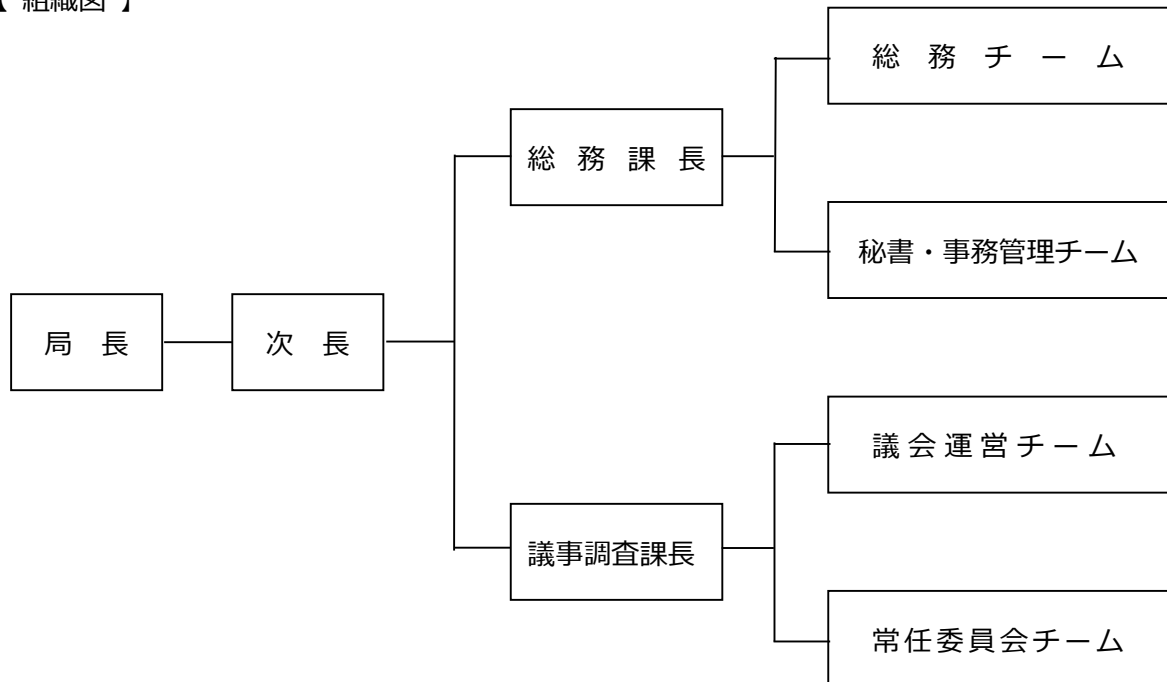 【 組織図 】
総務チーム
総務課長
秘書・事務管理チーム
局長
次長
議会運営チーム
議事調査課長
常任委員会チーム